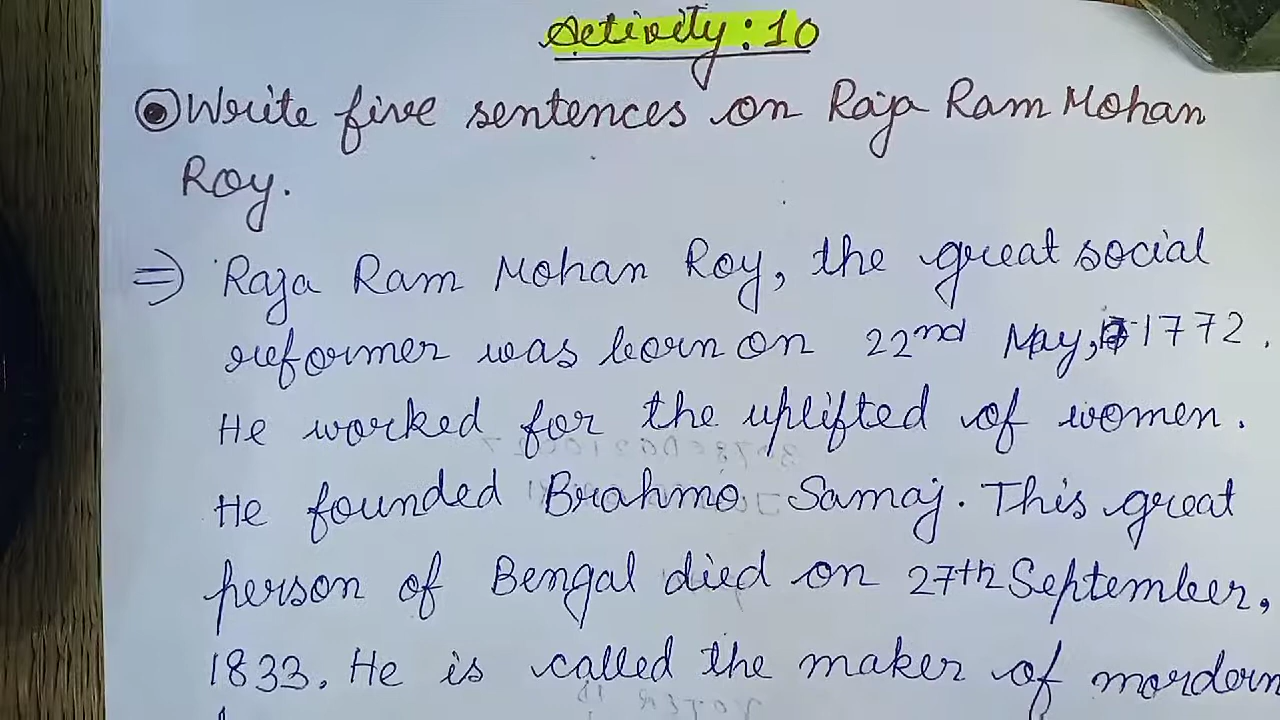 Activity: 10
Write five sentences on Raja Ram Mohan
Roy.
⇒ Raja Ram Mohan Roy, the great social
reformer was born on 22nd May, 1772.
He worked for the uplifted of women.
He founded Brahmo Samaj. This great
person of Bengal died on 27th September,
1833. He is called the maker of mordern